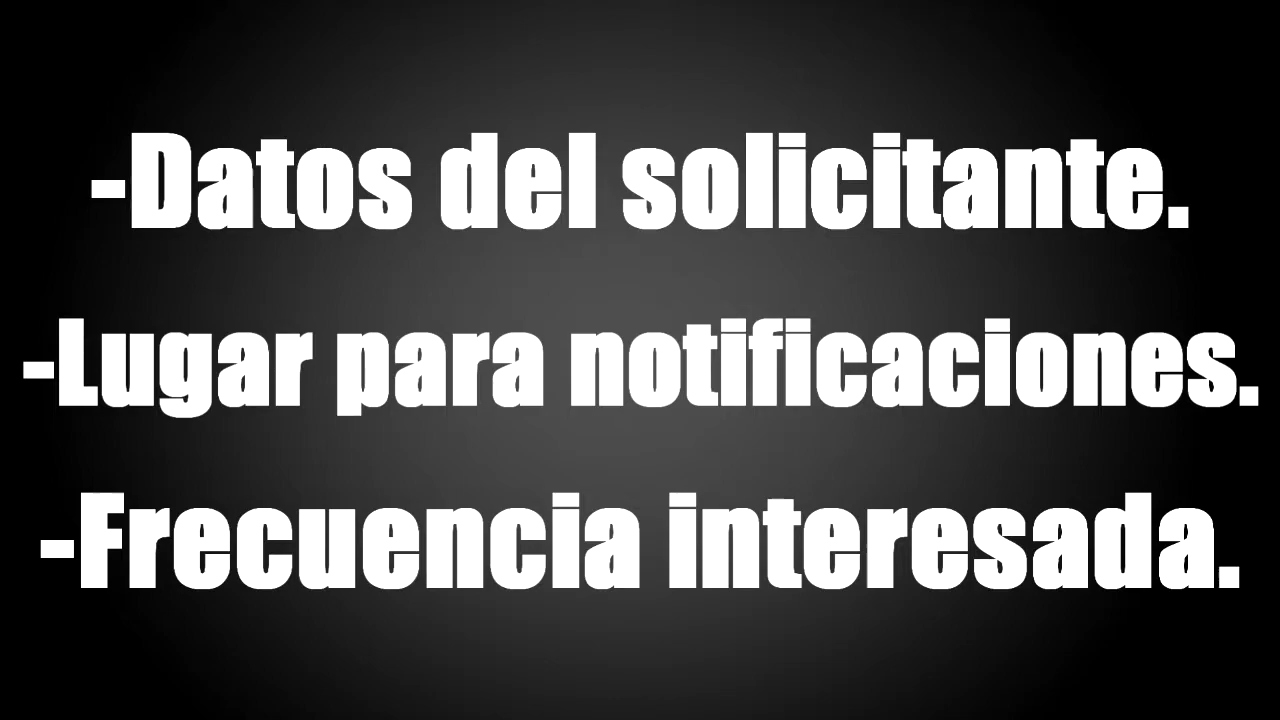 -Datos del solicitante.
-Lugar para notificaciones.
-Frecuencia interesada.